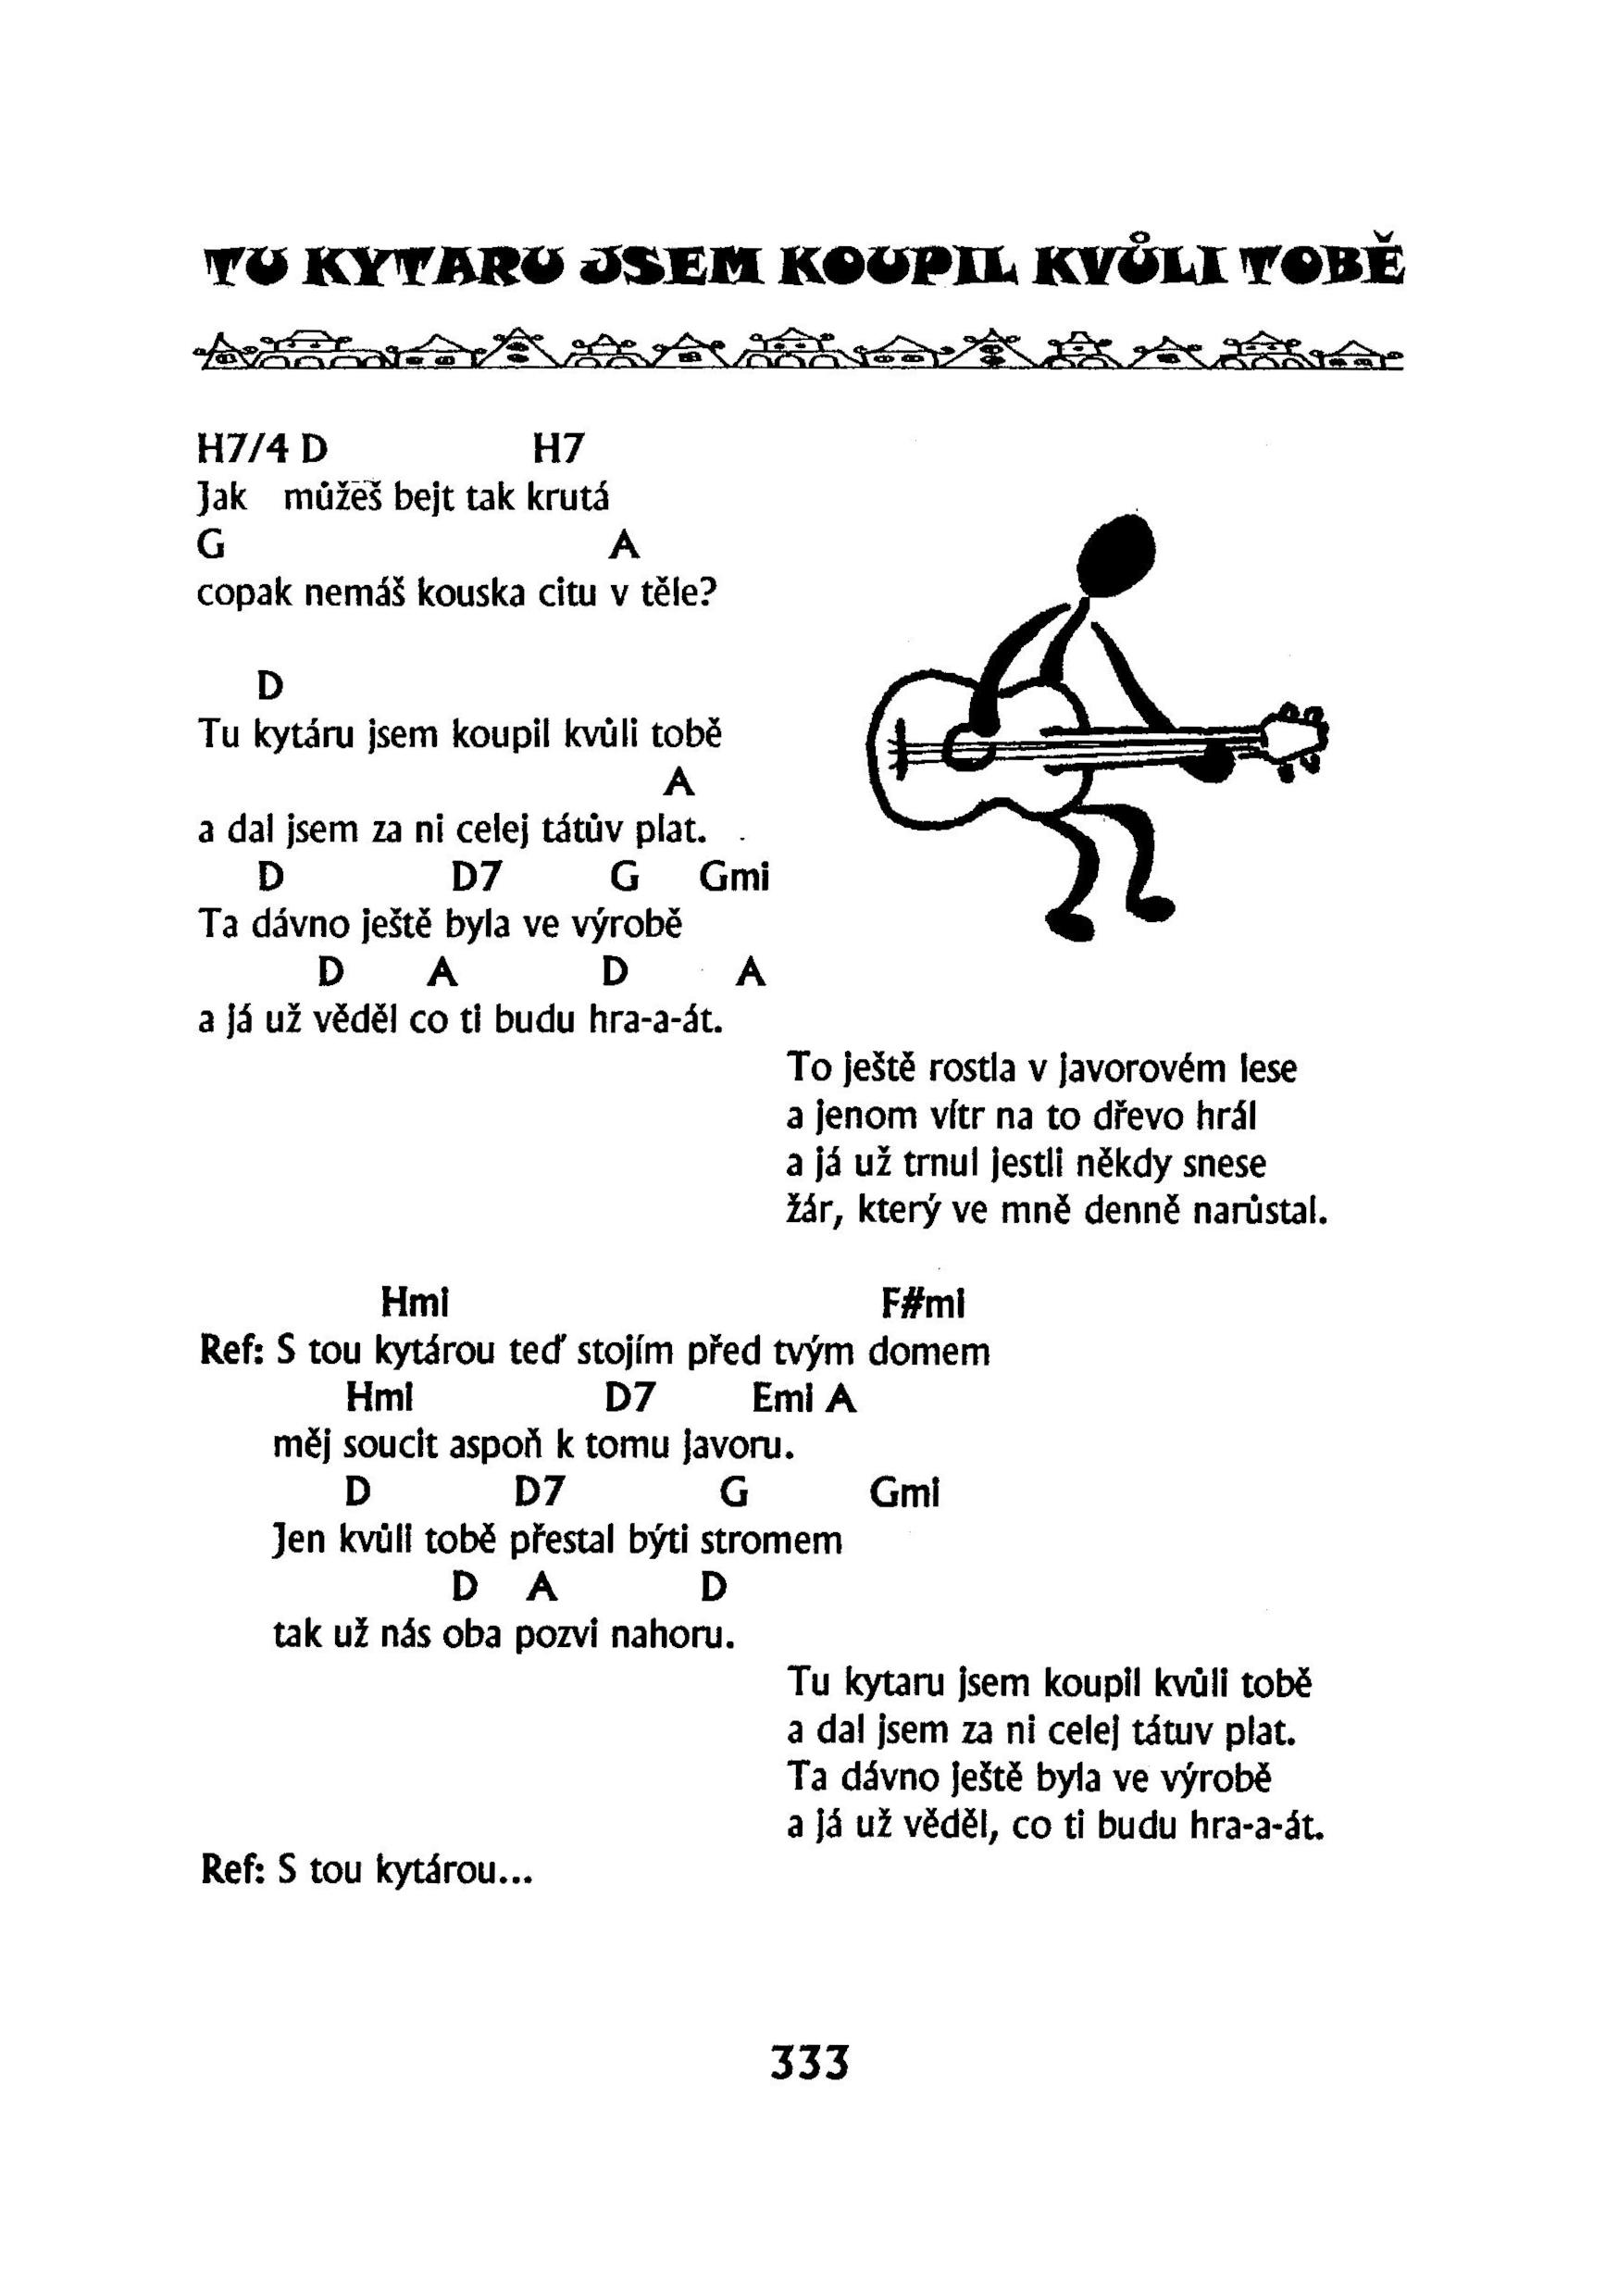 TU KYTARU JSEM KOUPIL KVŮLI TOBĚ
H7/4 D H7
Jak můžeš bejt tak krutá
G A
copak nemáš kouska citu v těle?
D
Tu kytáru jsem koupil kvůli tobě
A
a dal jsem za ni celej tátův plat.
D D7 G Gmi
Ta dávno ještě byla ve výrobě
D A D A
a já už věděl co ti budu hra-a-át.
To ještě rostla v javorovém lese
a jenom vítr na to dřevo hrál
a já už trnul jestli někdy snese
žár, který ve mně denně narůstal.
Hmi F#mi
Ref: S tou kytárou teď stojím před tvým domem
Hmi D7 Emi A
měj soucit aspoň k tomu javoru.
D D7 G Gmi
Jen kvůli tobě přestal býti stromem
D A D
tak už nás oba pozvi nahoru.
Tu kytaru jsem koupil kvůli tobě
a dal jsem za ni celej tátuv plat.
Ta dávno ještě byla ve výrobě
a já už věděl, co ti budu hra-a-át.
Ref: S tou kytárou...
333